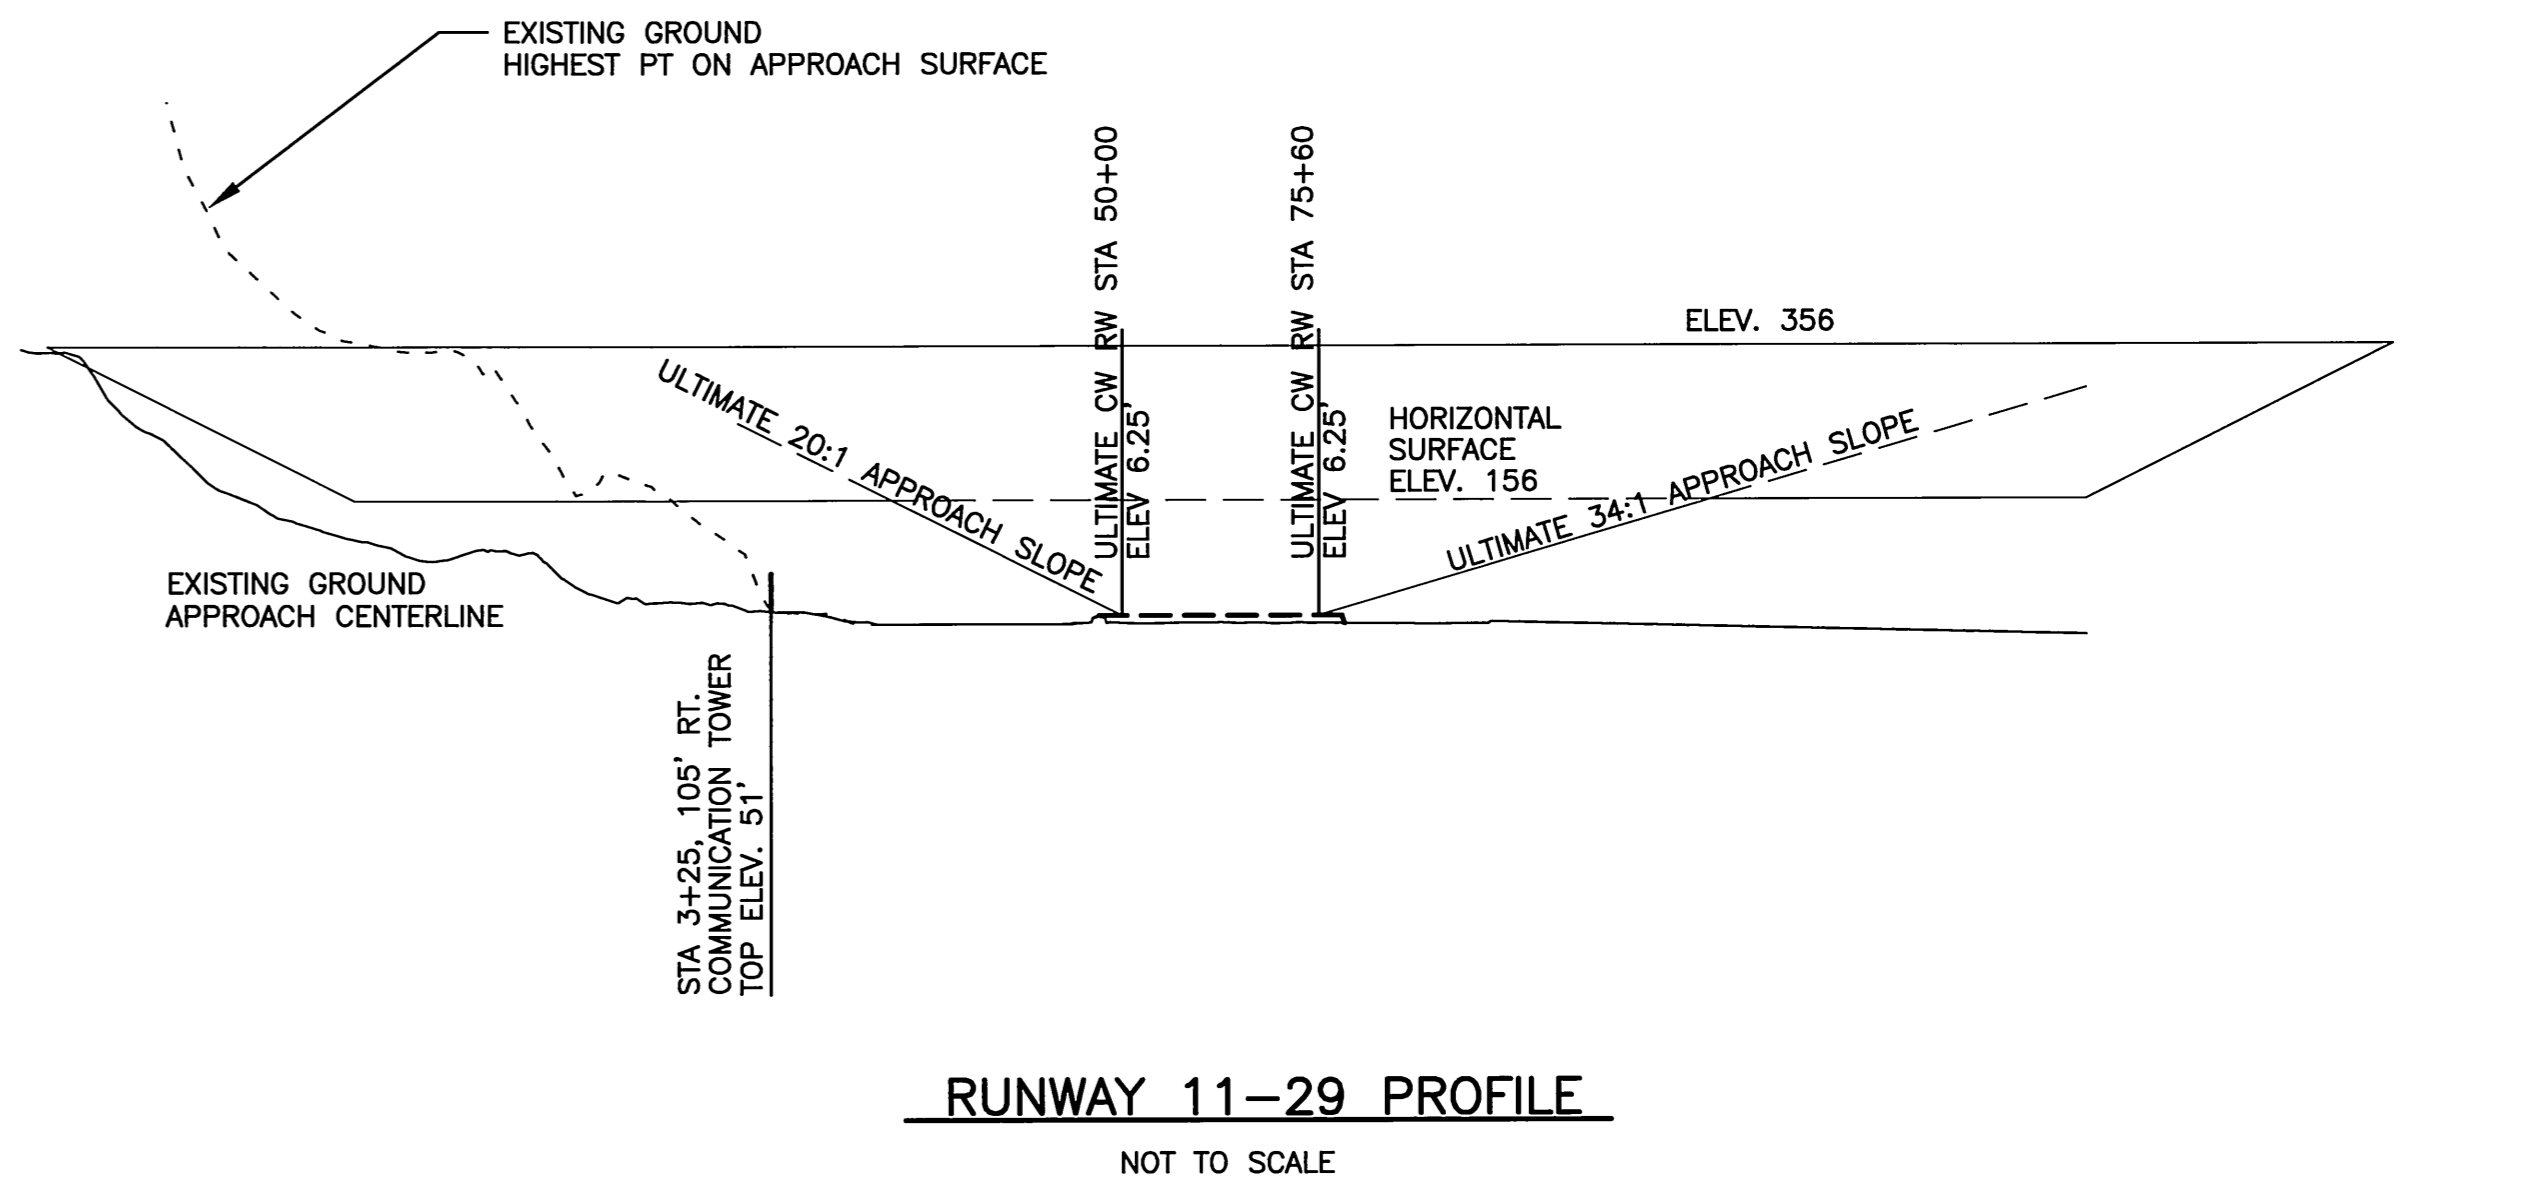 EXISTING GROUND
HIGHEST PT ON APPROACH SURFACE
ULTIMATE CW RW STA 50+00
ELEV 6.25'
ULTIMATE CW RW STA 75+60
ELEV 6.25'
ELEV. 356
ULTIMATE 20:1 APPROACH SLOPE
HORIZONTAL
SURFACE
ELEV. 156
ULTIMATE 34:1 APPROACH SLOPE
EXISTING GROUND
APPROACH CENTERLINE
STA 3+25, 105' RT.
COMMUNICATION TOWER
TOP ELEV. 51'
RUNWAY 11-29 PROFILE
NOT TO SCALE